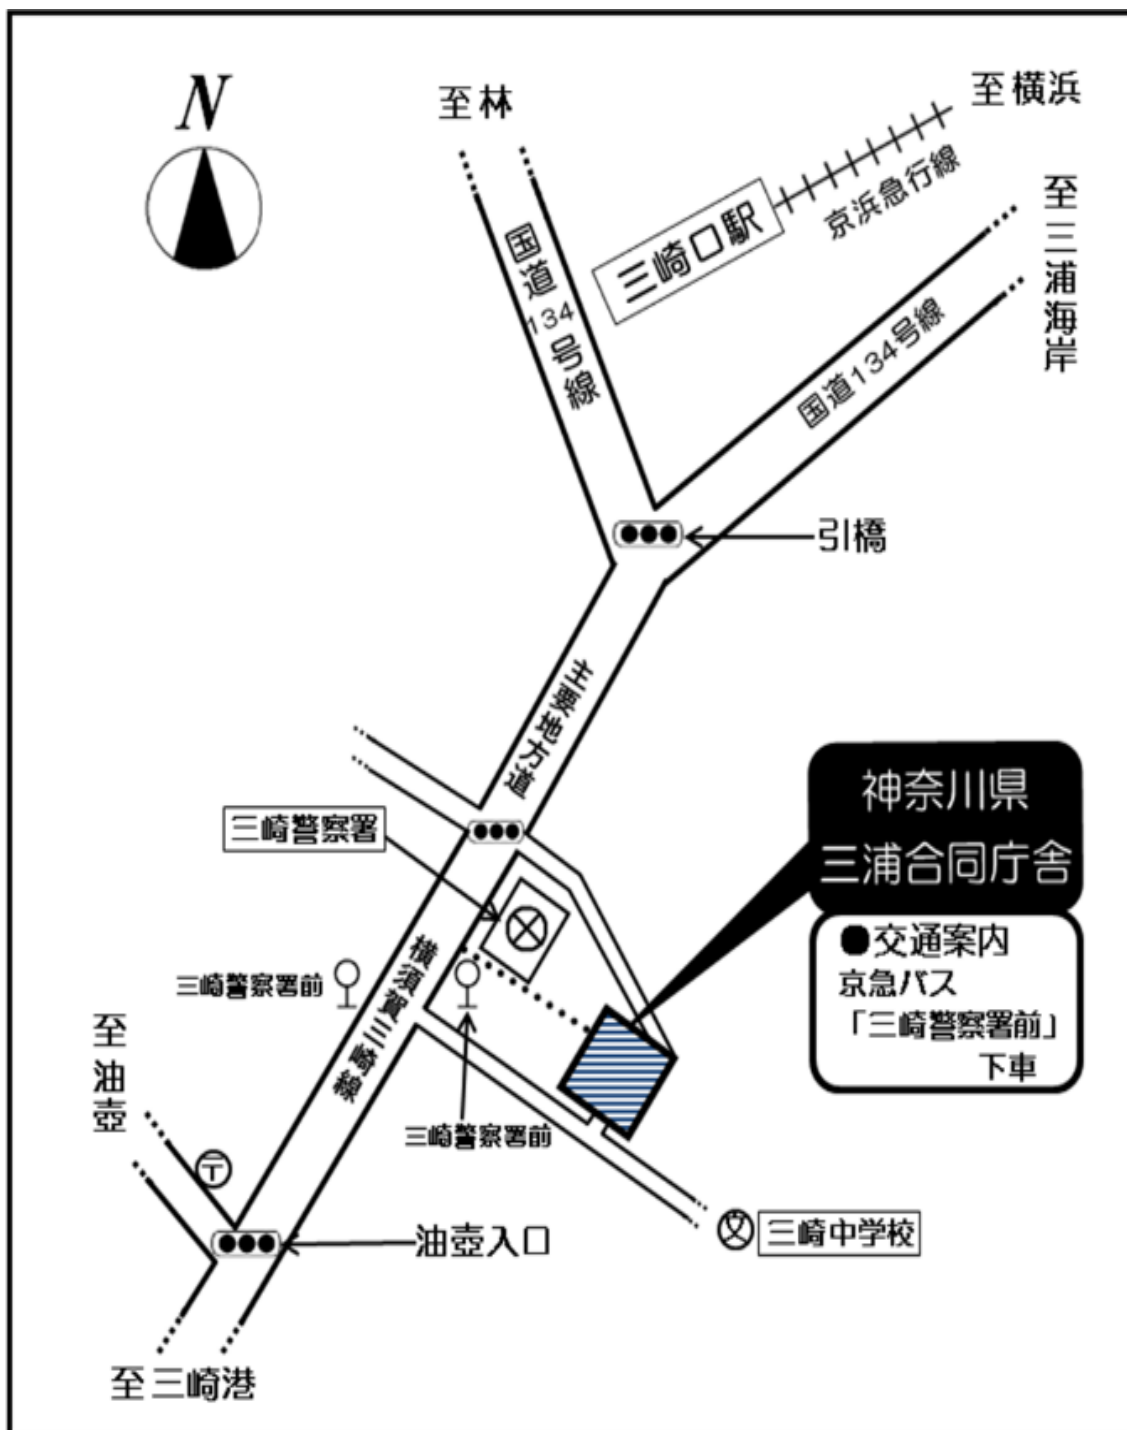 N
至林
至横浜
京浜急行線
三崎口駅
至三浦海岸
国道134号線
国道134号線
引橋
主要地方道
三崎警察署
神奈川県
三浦合同庁舎
●交通案内
京急バス
「三崎警察署前」
下車
横須賀三崎線
三崎警察署前
三崎警察署前
至油壺
〒
油壺入口
文
三崎中学校
至三崎港